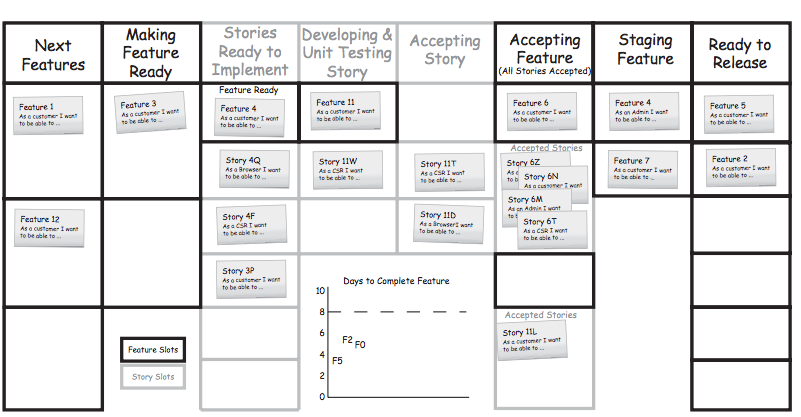 Next
Features
Making
Feature
Ready
Stories
Ready to
Implement
Developing &
Unit Testing
Story
Accepting
Story
Accepting
Feature
(All Stories Accepted)
Staging
Feature
Ready to
Release
Feature 1
As a customer I want
to be able to ...
Feature 3
As a customer I want
to be able to ...
Feature Ready
Feature 4
As a customer I want
to be able to ...
Feature 11
As a customer I want
to be able to ...
Feature 6
As a customer I want
to be able to ...
Feature 4
As an Admin I want
to be able to ...
Feature 5
As a customer I want
to be able to ...
Story 4Q
As a Browser I want
to be able to ...
Story 11W
As a CSR I want
to be able to ...
Story 11T
As a CSR I want
to be able to ...
Accepted Stories
Story 6Z
Story 6N
As a customer I want
Story 6M
As an Admin I want
Story 6T
As a CSR I want
to be able to ...
Feature 7
As a customer I want
to be able to ...
Feature 2
As a customer I want
to be able to ...
Feature 12
As a customer I want
to be able to ...
Story 4F
As a CSR I want
to be able to ...
Story 11D
As a BrowserI want
to be able to ...
Story 3P
As a customer I want
to be able to ...
Days to Complete Feature
10
8
6
4
2
0
F5
F2
F0
Accepted Stories
Story 11L
As a customer I want
to be able to ...
Feature Slots
Story Slots